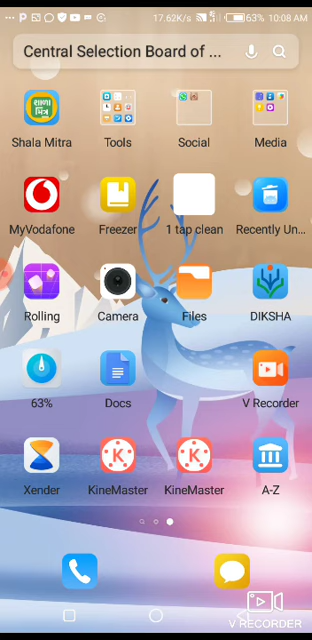 17.62K/s 63% 10:08 AM
Central Selection Board of ...
शाला
मित्र
Shala Mitra
Tools
Social
Media
MyVodafone
Freezer
1 tap clean
Recently Un...
Rolling
Camera
Files
DIKSHA
63%
Docs
V Recorder
K
K
Xender
KineMaster
KineMaster
A-Z
V RECORDER